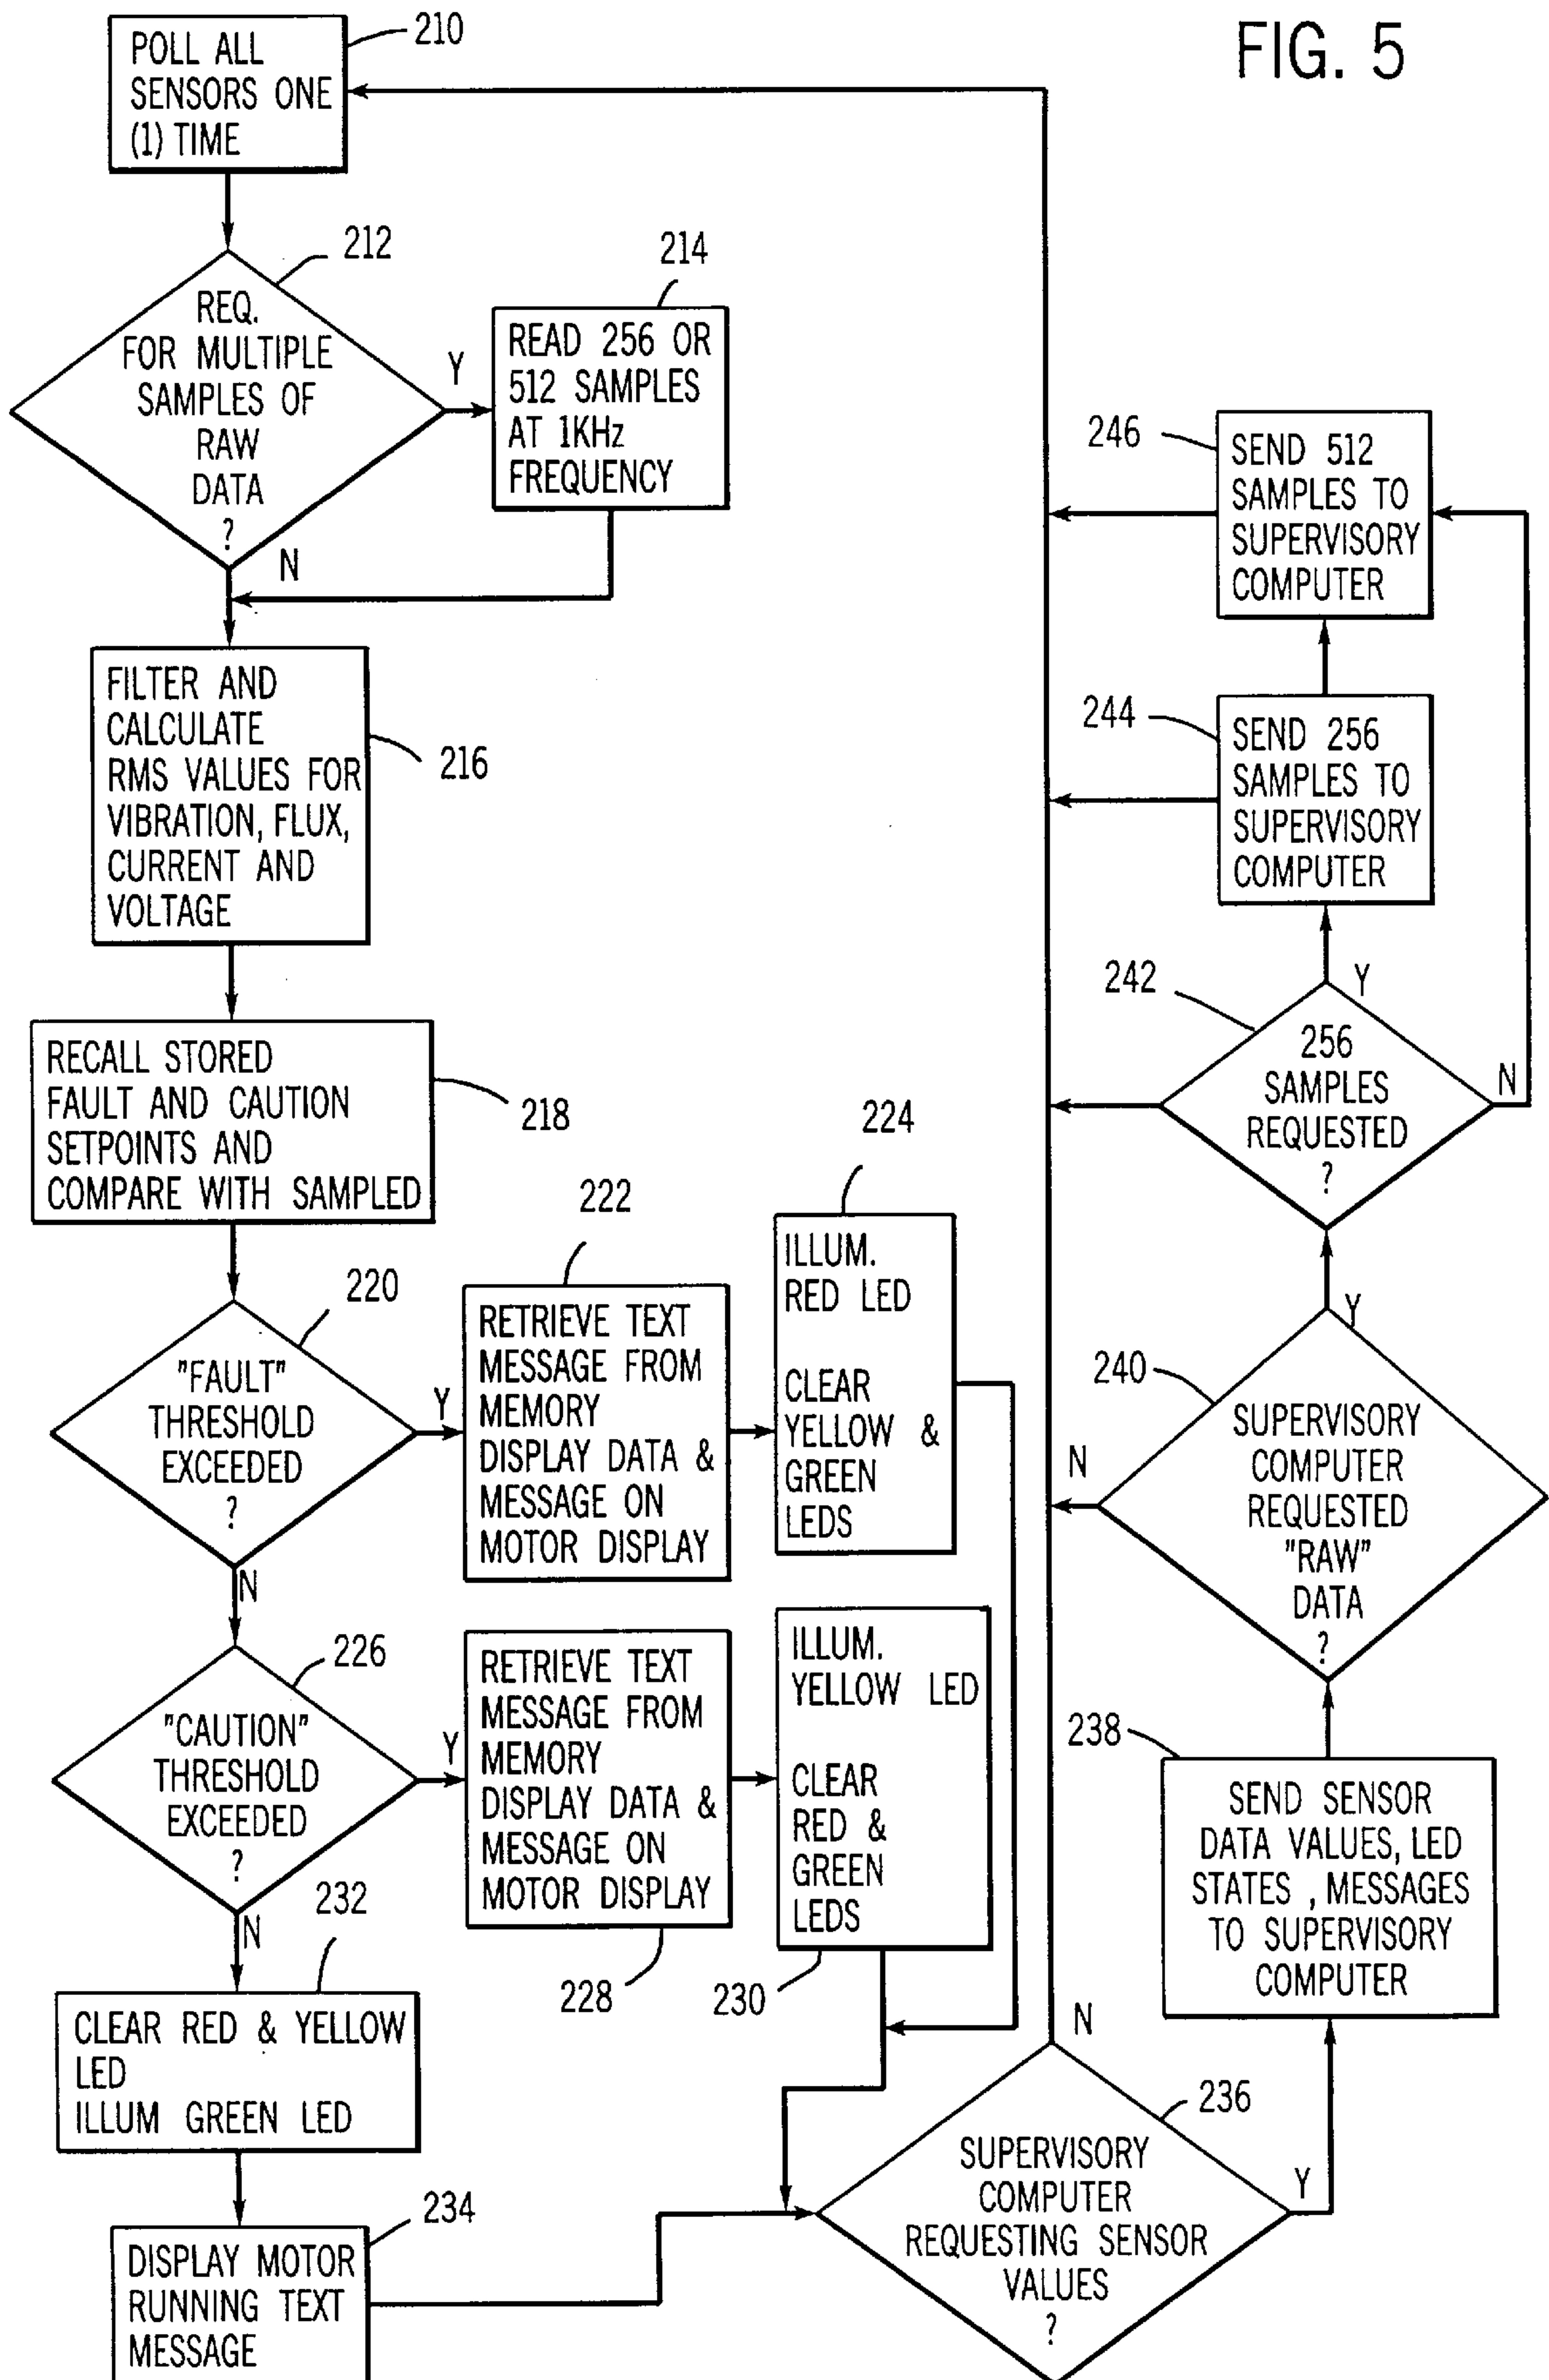 FIG. 5
210
POLL ALL
SENSORS ONE
(1) TIME
212
REQ.
FOR MULTIPLE
SAMPLES OF
RAW
DATA
?
Y
N
214
READ 256 OR
512 SAMPLES
AT 1KHz
FREQUENCY
216
FILTER AND
CALCULATE
RMS VALUES FOR
VIBRATION, FLUX,
CURRENT AND
VOLTAGE
218
RECALL STORED
FAULT AND CAUTION
SETPOINTS AND
COMPARE WITH SAMPLED
220
"FAULT"
THRESHOLD
EXCEEDED
?
Y
N
222
RETRIEVE TEXT
MESSAGE FROM
MEMORY
DISPLAY DATA &
MESSAGE ON
MOTOR DISPLAY
224
ILLUM.
RED LED
CLEAR
YELLOW &
GREEN
LEDS
226
"CAUTION"
THRESHOLD
EXCEEDED
?
Y
N
RETRIEVE TEXT
MESSAGE FROM
MEMORY
DISPLAY DATA &
MESSAGE ON
MOTOR DISPLAY
228
ILLUM.
YELLOW LED
CLEAR
RED &
GREEN
LEDS
230
232
CLEAR RED & YELLOW
LED
ILLUM GREEN LED
234
DISPLAY MOTOR
RUNNING TEXT
MESSAGE
236
SUPERVISORY
COMPUTER
REQUESTING SENSOR
VALUES
?
N
Y
238
SEND SENSOR
DATA VALUES, LED
STATES , MESSAGES
TO SUPERVISORY
COMPUTER
240
SUPERVISORY
COMPUTER
REQUESTED
"RAW"
DATA
?
N
Y
242
256
SAMPLES
REQUESTED
?
Y
N
244
SEND 256
SAMPLES TO
SUPERVISORY
COMPUTER
246
SEND 512
SAMPLES TO
SUPERVISORY
COMPUTER